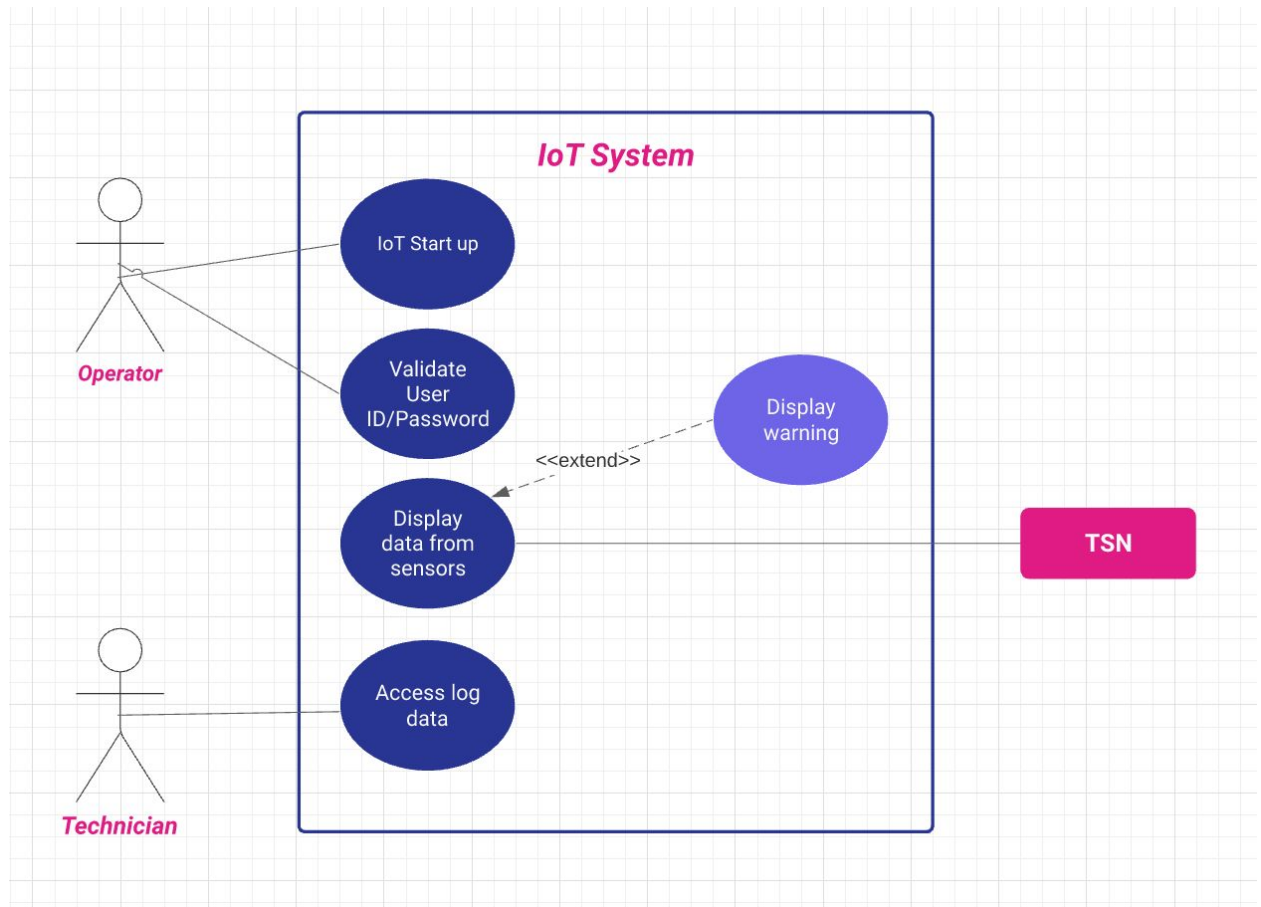 IoT System
IoT Start up
Operator
Validate
User
ID/Password
Display
warning
<<extend>>
Display
data from
sensors
TSN
Access log
data
Technician